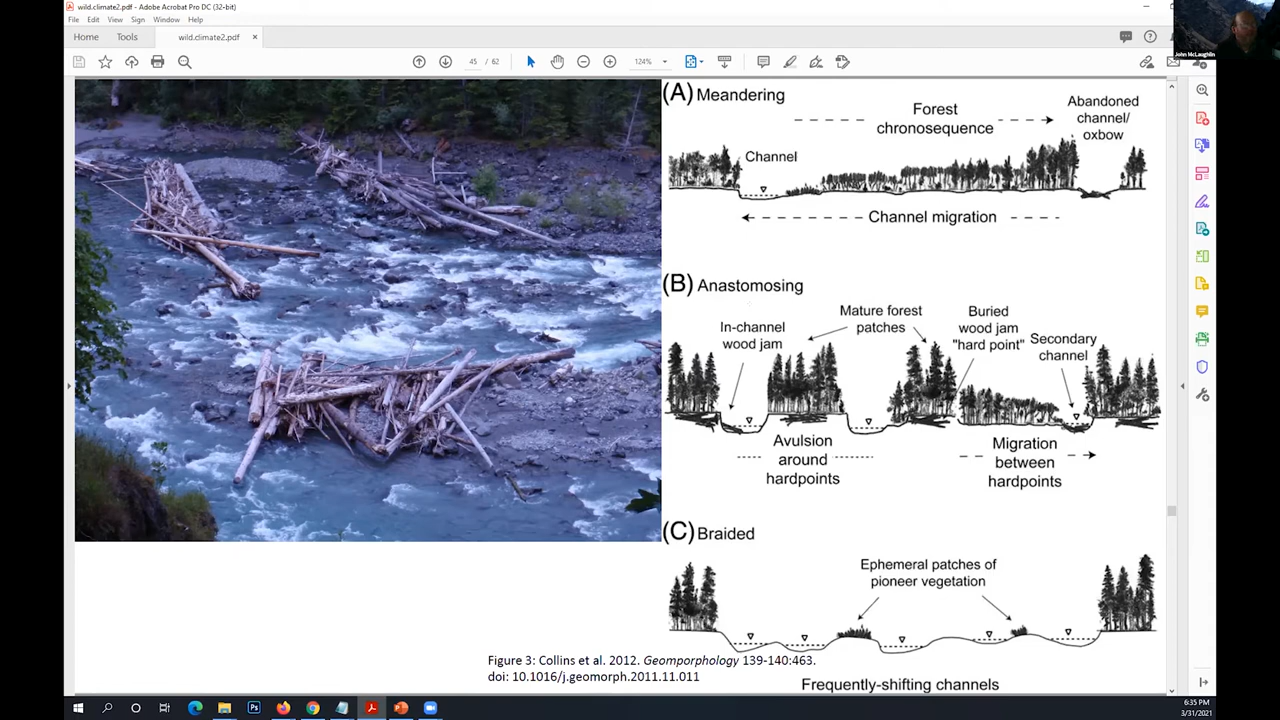 wild.climate2.pdf - Adobe Acrobat Pro DC (32-bit)
File Edit View Sign Window Help
Home Tools wild.climate2.pdf ×
45 / 62 124%
John McLaughlin
(A) Meandering
Forest
chronosequence
Abandoned
channel/
oxbow
Channel
Channel migration
(B) Anastomosing
In-channel
wood jam
Mature forest
patches
Buried
wood jam
"hard point"
Secondary
channel
Avulsion
around
hardpoints
Migration
between
hardpoints
(C) Braided
Ephemeral patches of
pioneer vegetation
Figure 3: Collins et al. 2012. Geomporphology 139-140:463.
doi: 10.1016/j.geomorph.2011.11.011
Frequently-shifting channels
Ps
6:35 PM
3/31/2021